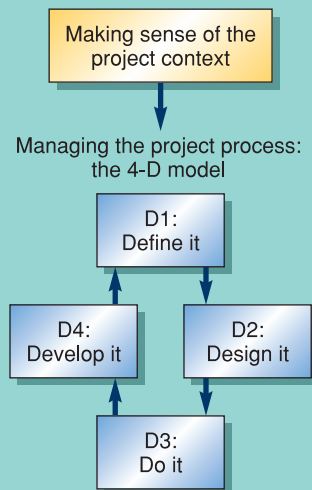 Making sense of the
project context
Managing the project process:
the 4-D model
D1:
Define it
D4:
Develop it
D2:
Design it
D3:
Do it